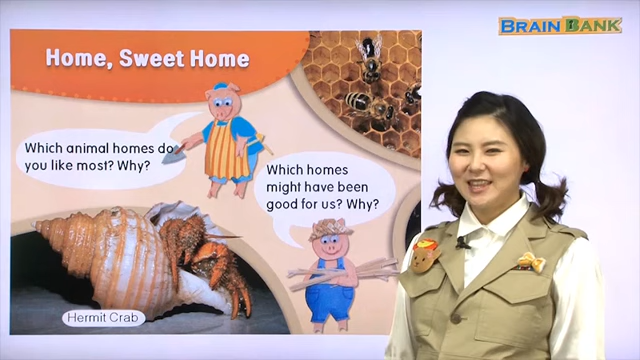 BRAIN BANK
Home, Sweet Home
Which animal homes do
you like most? Why?
Which homes
might have been
good for us? Why?
Hermit Crab